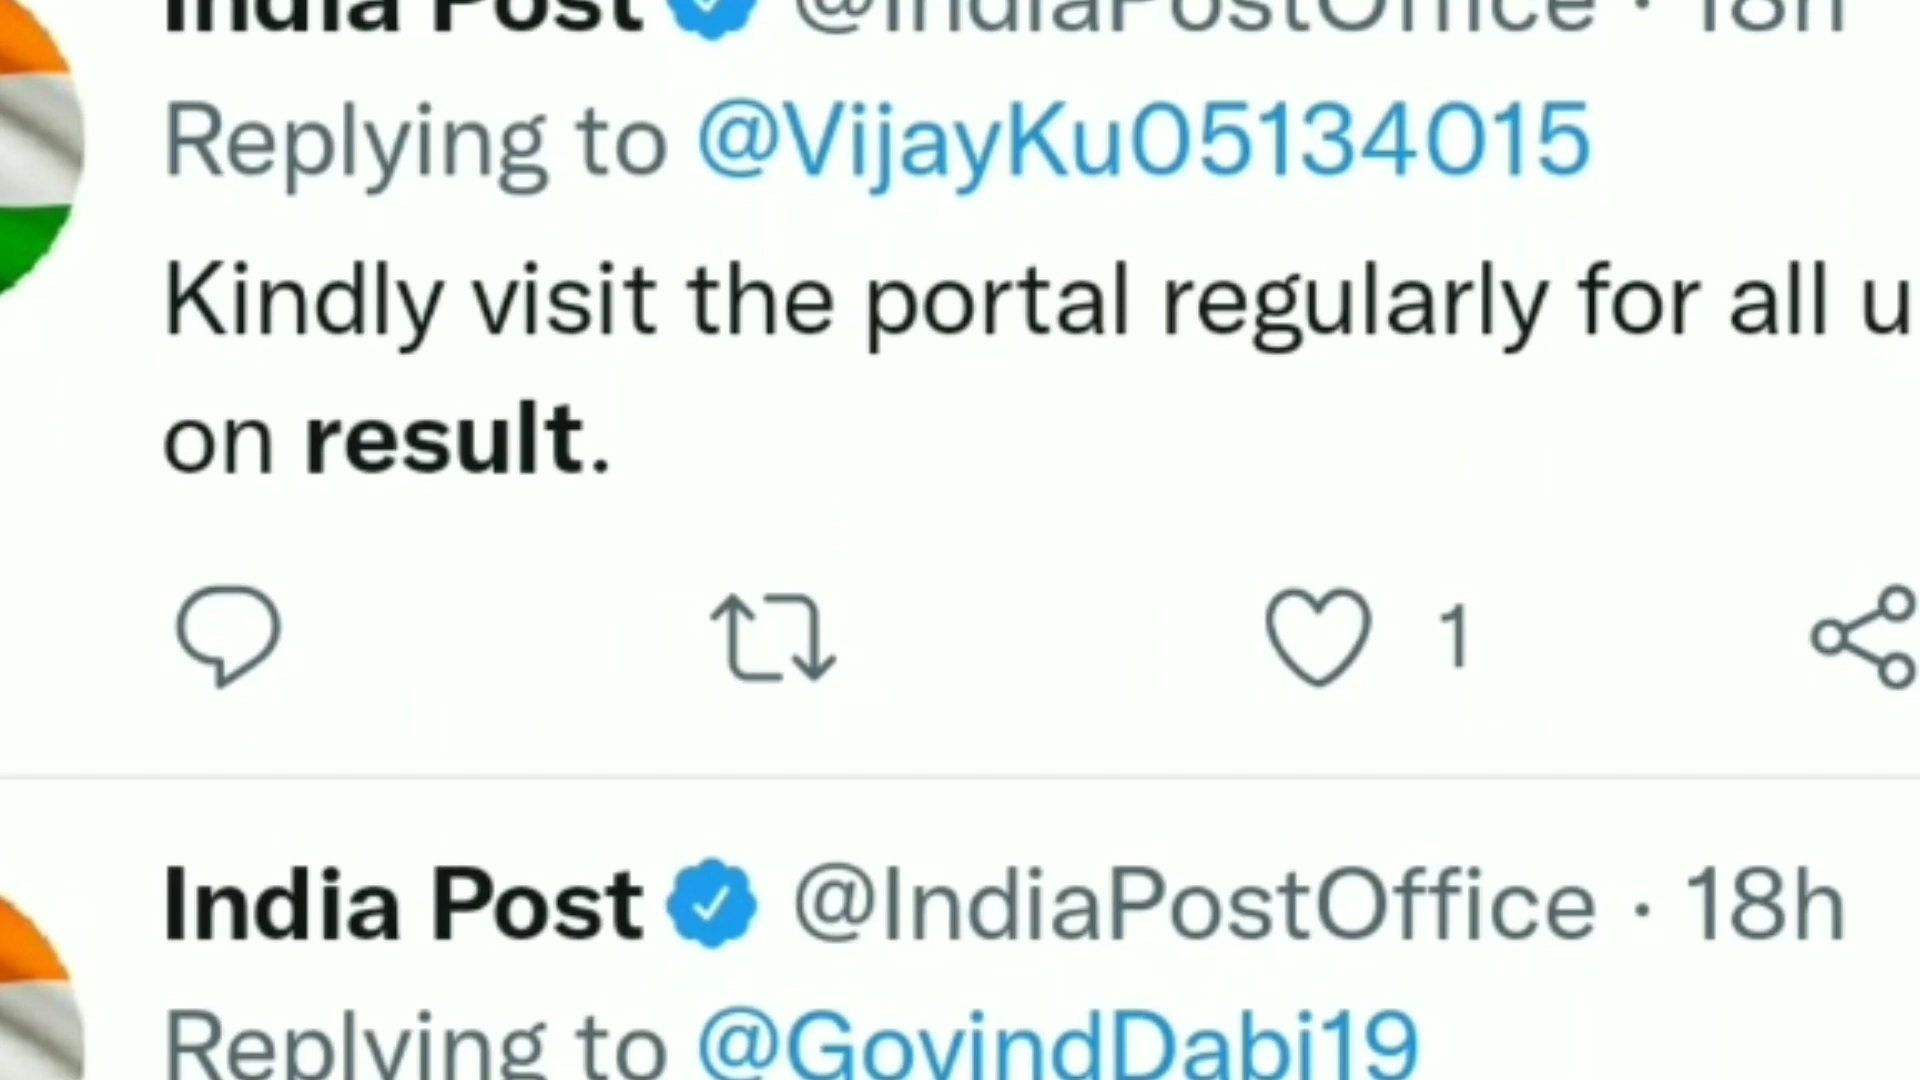 India Post @IndiaPostOffice · 18h
Replying to @VijayKu05134015
Kindly visit the portal regularly for all u
on result.
1
India Post @IndiaPostOffice · 18h
Replying to @GovindDabi19